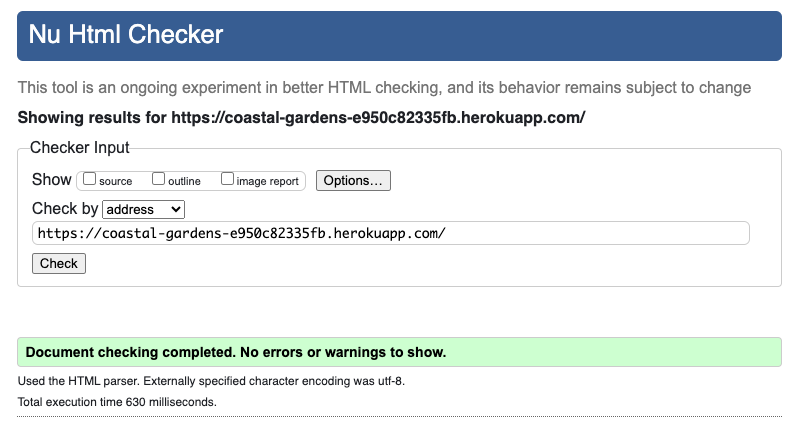 Nu Html Checker
This tool is an ongoing experiment in better HTML checking, and its behavior remains subject to change
Showing results for https://coastal-gardens-e950c82335fb.herokuapp.com/
Checker Input
Show source outline image report Options...
Check by address
https://coastal-gardens-e950c82335fb.herokuapp.com/
Check
Document checking completed. No errors or warnings to show.
Used the HTML parser. Externally specified character encoding was utf-8.
Total execution time 630 milliseconds.